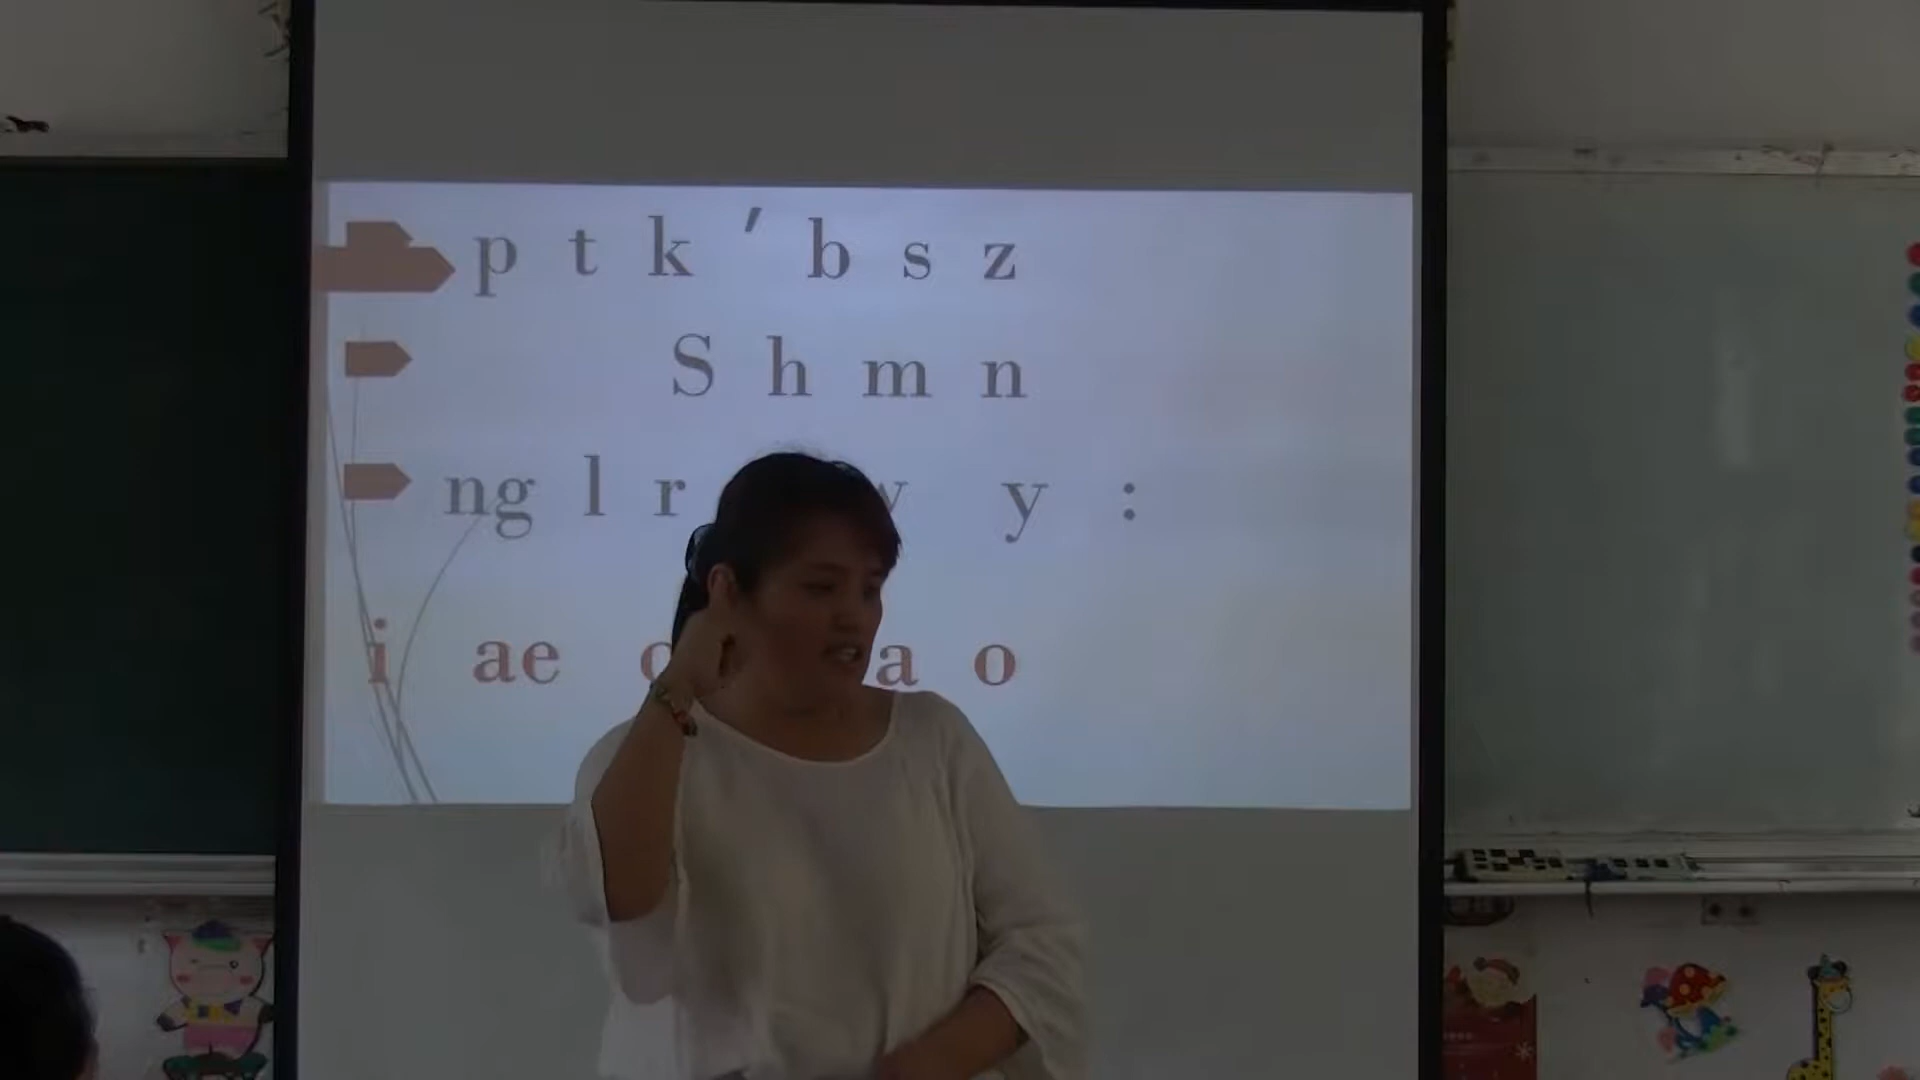 p t k ′ b s z
S h m n
ng l r y :
i ae a o